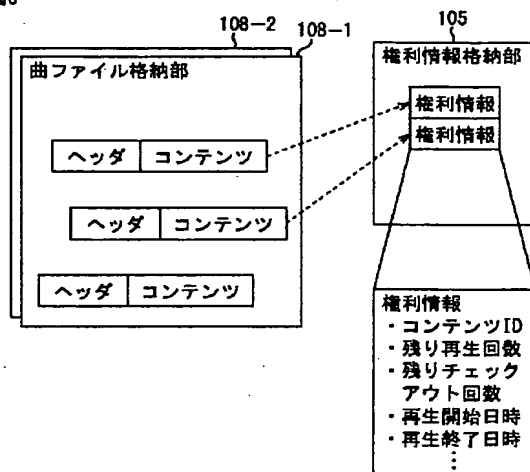 108-2
108-1
105
曲ファイル格納部
ヘッダ コンテンツ
ヘッダ コンテンツ
ヘッダ コンテンツ
権利情報格納部
権利情報
権利情報
権利情報
・コンテンツID
・残り再生回数
・残りチェック
アウト回数
・再生開始日時
・再生終了日時
⋮